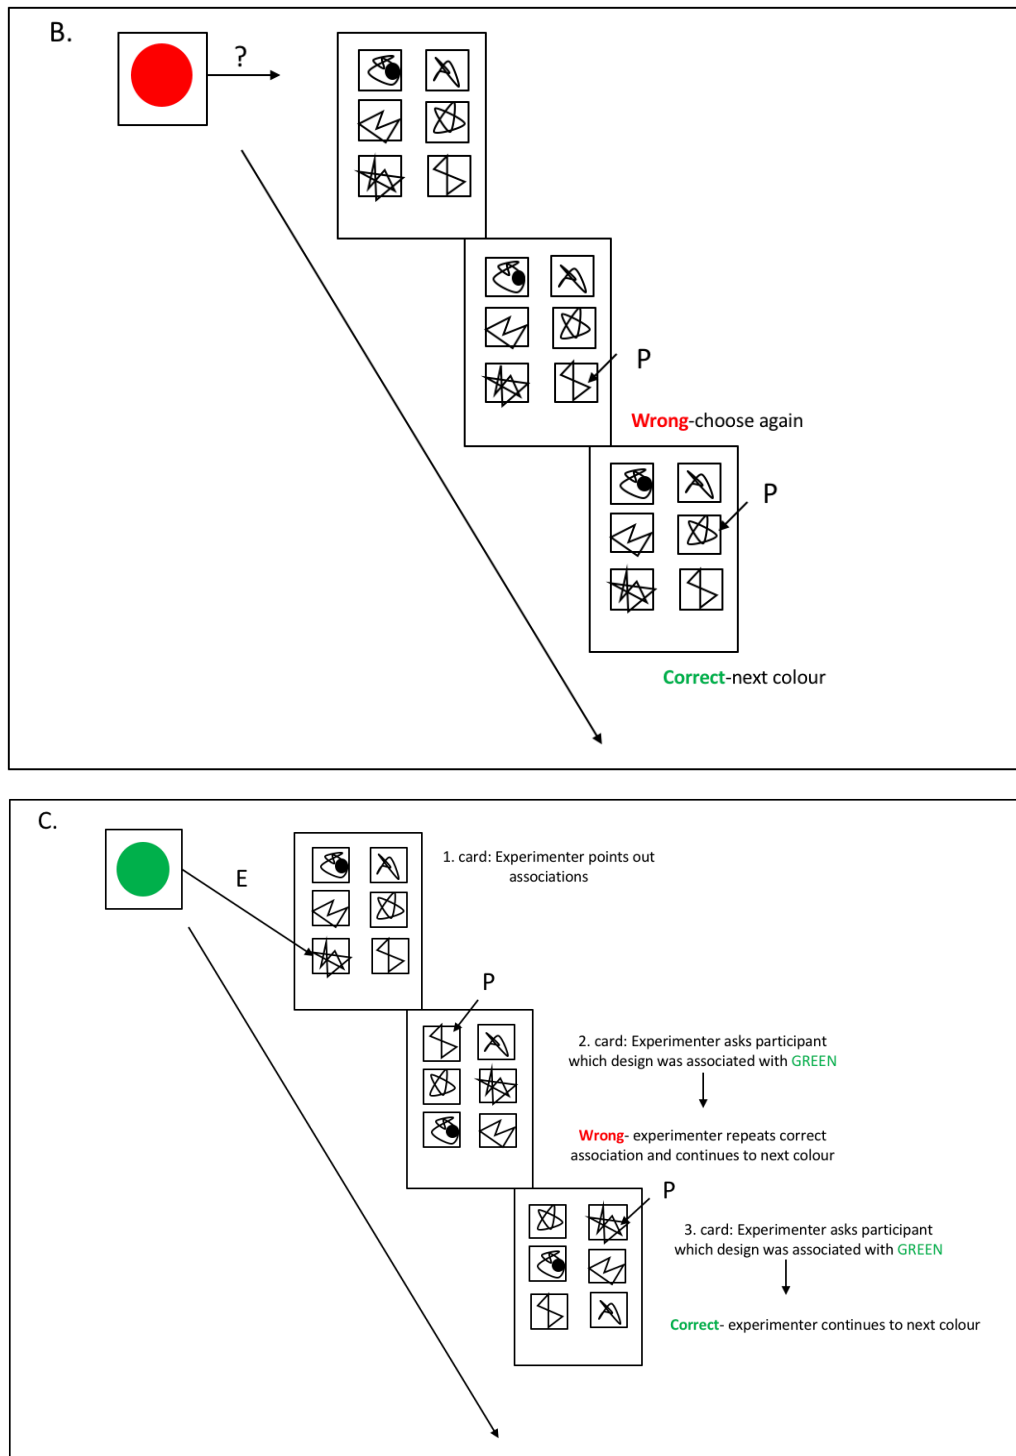 B.
?
P
Wrong-choose again
P
Correct-next colour
C.
E
1. card: Experimenter points out
associations
P
2. card: Experimenter asks participant
which design was associated with GREEN
Wrong- experimenter repeats correct
association and continues to next colour
P
3. card: Experimenter asks participant
which design was associated with GREEN
Correct- experimenter continues to next colour